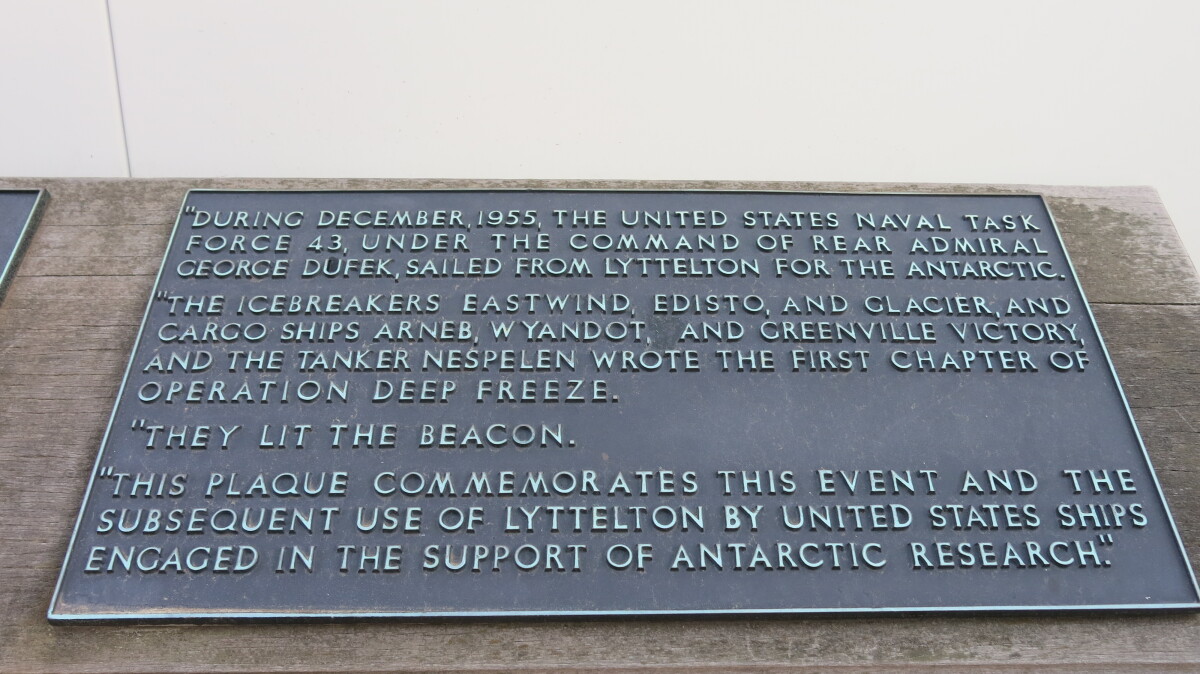 "DURING DECEMBER, 1955, THE UNITED STATES NAVAL TASK
FORCE 43, UNDER THE COMMAND OF REAR ADMIRAL
GEORGE DUFEK, SAILED FROM LYTTELTON FOR THE ANTARCTIC.
"THE ICEBREAKERS EASTWIND, EDISTO, AND GLACIER, AND
CARGO SHIPS ARNEB, WYANDOT, AND GREENVILLE VICTORY,
AND THE TANKER NESPELEN WROTE THE FIRST CHAPTER OF
OPERATION DEEP FREEZE.
"THEY LIT THE BEACON.
"THIS PLAQUE COMMEMORATES THIS EVENT AND THE
SUBSEQUENT USE OF LYTTELTON BY UNITED STATES SHIPS
ENGAGED IN THE SUPPORT OF ANTARCTIC RESEARCH."